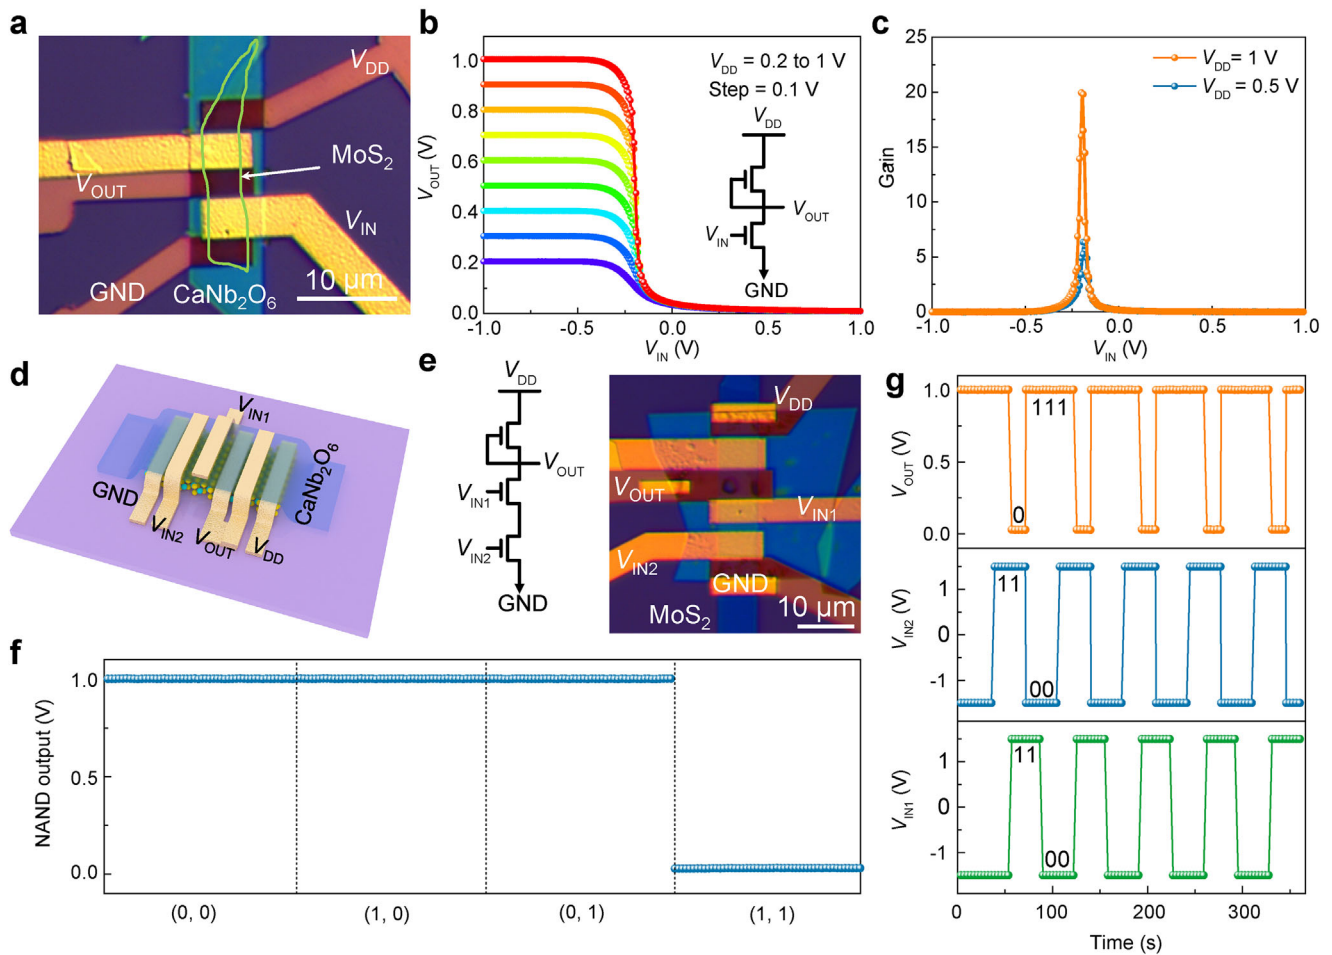 a
V_DD
MoS_2
V_OUT
V_IN
GND
CaNb_2O_6
10 μm
b
1.0
0.8
0.6
0.4
0.2
0.0
V_OUT (V)
V_DD = 0.2 to 1 V
Step = 0.1 V
V_DD
V_OUT
V_IN
GND
-1.0
-0.5
0.0
0.5
1.0
V_IN (V)
c
25
20
15
10
5
0
Gain
V_DD = 1 V
V_DD = 0.5 V
-1.0
-0.5
0.0
0.5
1.0
V_IN (V)
d
V_IN1
CaNb_2O_6
GND
V_IN2
V_OUT
V_DD
e
V_DD
V_OUT
V_IN1
V_IN2
GND
V_DD
V_OUT
V_IN1
V_IN2
GND
MoS_2
10 μm
f
1.0
0.5
0.0
NAND output (V)
(0, 0)
(1, 0)
(0, 1)
(1, 1)
g
1.0
0.5
0.0
V_OUT (V)
111
0
1
0
-1
V_IN2 (V)
11
00
1
0
-1
V_IN1 (V)
11
00
0
100
200
300
Time (s)